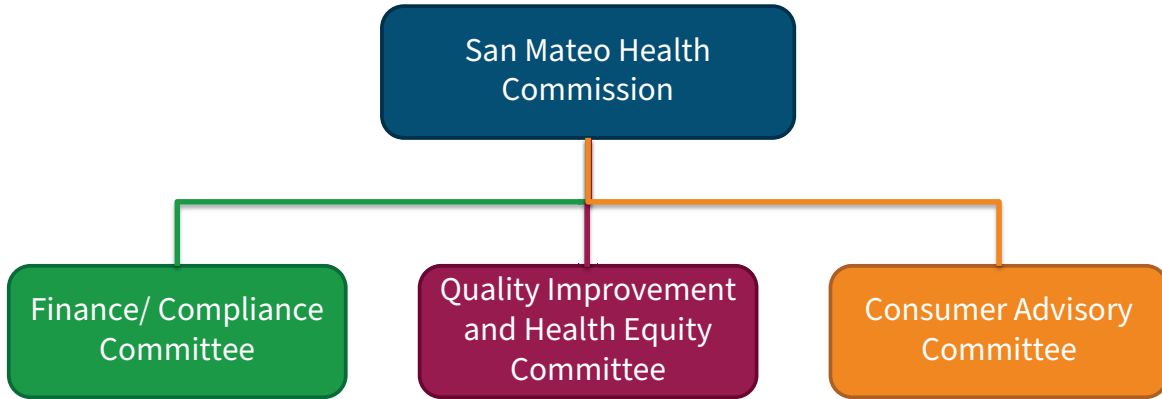 San Mateo Health
Commission
Finance/ Compliance
Committee
Quality Improvement
and Health Equity
Committee
Consumer Advisory
Committee